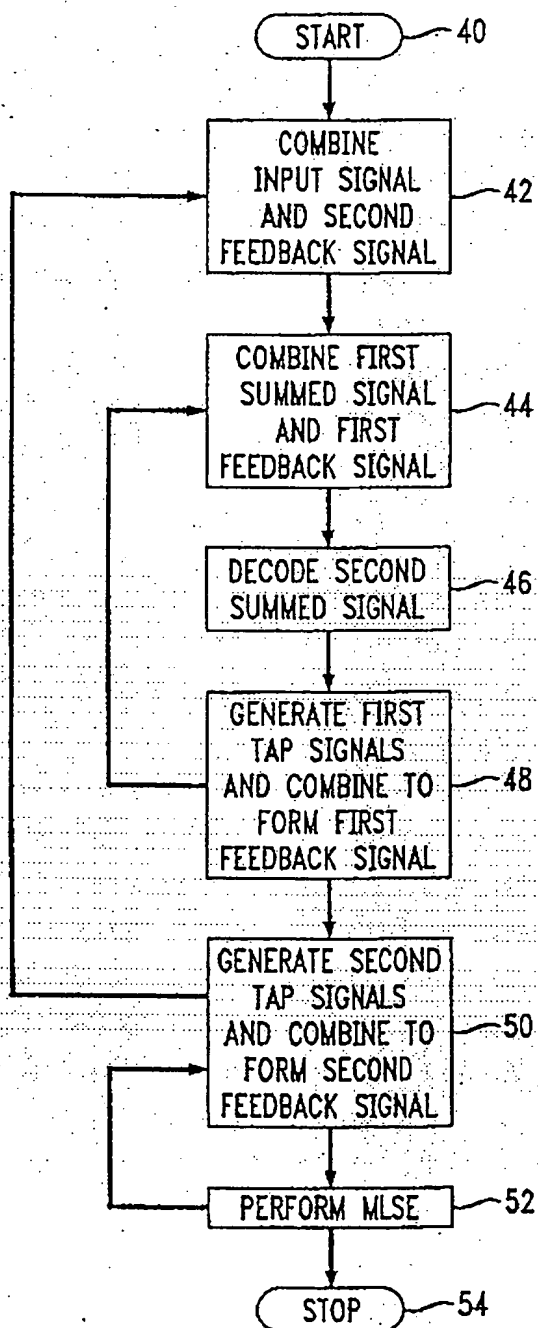 START
40
COMBINE
INPUT SIGNAL
AND SECOND
FEEDBACK SIGNAL
42
COMBINE FIRST
SUMMED SIGNAL
AND FIRST
FEEDBACK SIGNAL
44
DECODE SECOND
SUMMED SIGNAL
46
GENERATE FIRST
TAP SIGNALS
AND COMBINE TO
FORM FIRST
FEEDBACK SIGNAL
48
GENERATE SECOND
TAP SIGNALS
AND COMBINE TO
FORM SECOND
FEEDBACK SIGNAL
50
PERFORM MLSE
52
STOP
54